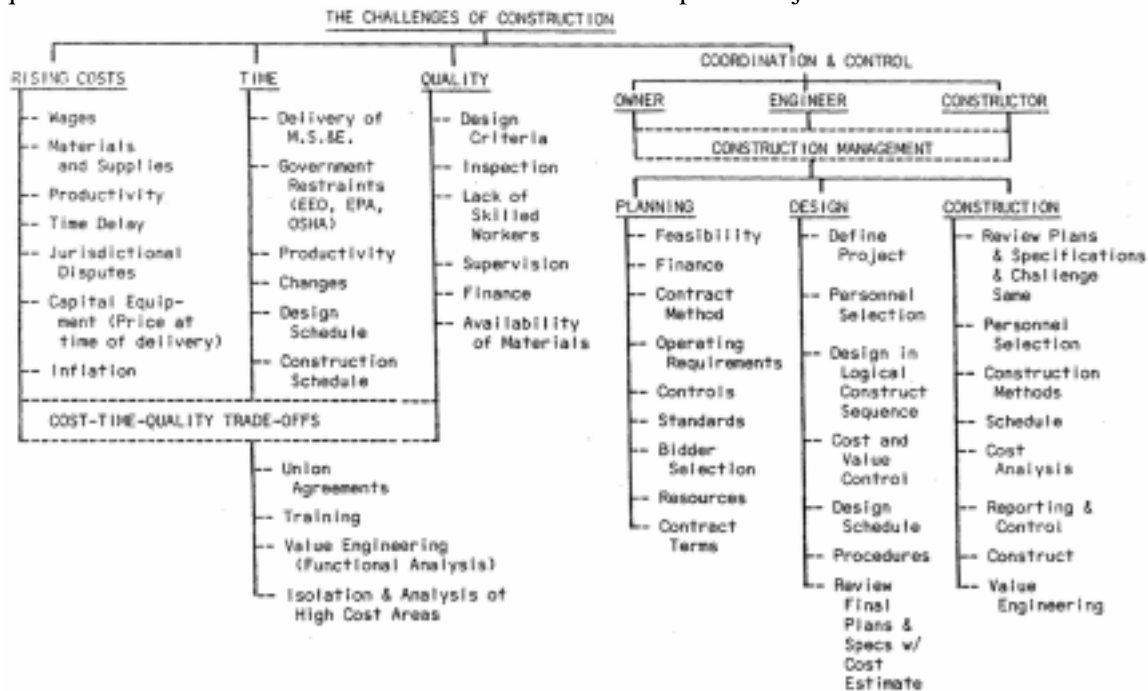 THE CHALLENGES OF CONSTRUCTION
RISING COSTS
-- Wages
-- Materials
and Supplies
-- Productivity
-- Time Delay
-- Jurisdictional
Disputes
-- Capital Equip-
ment (Price at
time of delivery)
-- Inflation
TIME
-- Delivery of
M.S.&E.
-- Government
Restraints
(EEO, EPA,
OSHA)
-- Productivity
-- Changes
-- Design
Schedule
-- Construction
Schedule
QUALITY
-- Design
Criteria
-- Inspection
-- Lack of
Skilled
Workers
-- Supervision
-- Finance
-- Availability
of Materials
COST-TIME-QUALITY TRADE-OFFS
-- Union
Agreements
-- Training
-- Value Engineering
(Functional Analysis)
-- Isolation & Analysis of
High Cost Areas
COORDINATION & CONTROL
OWNER
ENGINEER
CONSTRUCTOR
CONSTRUCTION MANAGEMENT
PLANNING
-- Feasibility
-- Finance
-- Contract
Method
-- Operating
Requirements
-- Controls
-- Standards
-- Bidder
Selection
-- Resources
-- Contract
Terms
DESIGN
-- Define
Project
-- Personnel
Selection
-- Design in
Logical
Construct
Sequence
-- Cost and
Value
Control
-- Design
Schedule
-- Procedures
-- Review
Final
Plans &
Specs w/
Cost
Estimate
CONSTRUCTION
-- Review Plans
& Specifications
& Challenge
Same
-- Personnel
Selection
-- Construction
Methods
-- Schedule
-- Cost
Analysis
-- Reporting &
Control
-- Construct
-- Value
Engineering